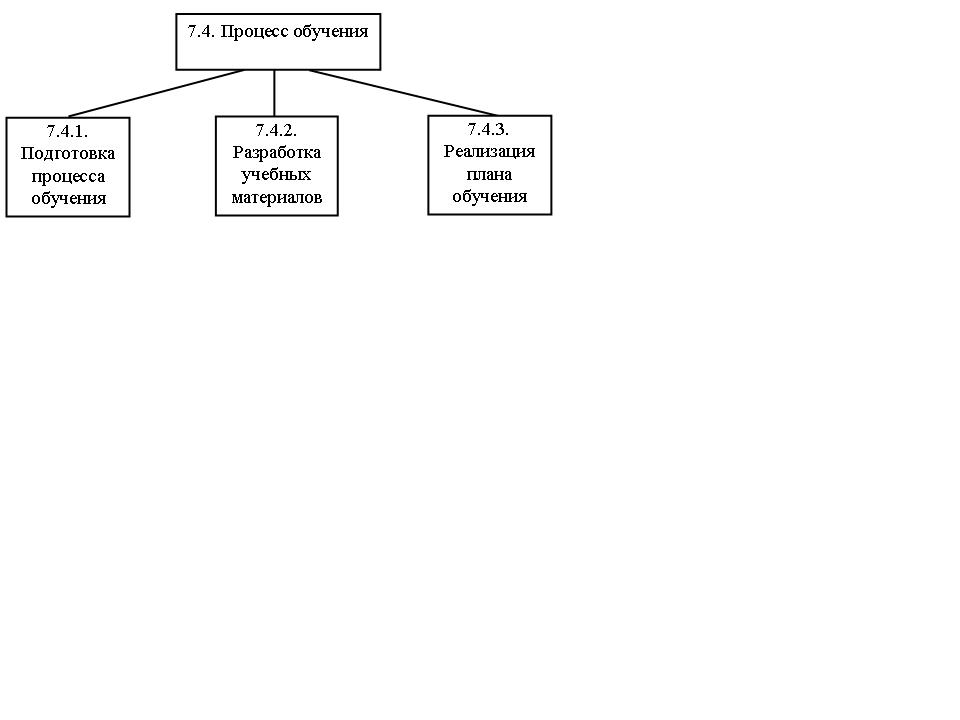 7.4. Процесс обучения
7.4.1.
Подготовка
процесса
обучения
7.4.2.
Разработка
учебных
материалов
7.4.3.
Реализация
плана
обучения